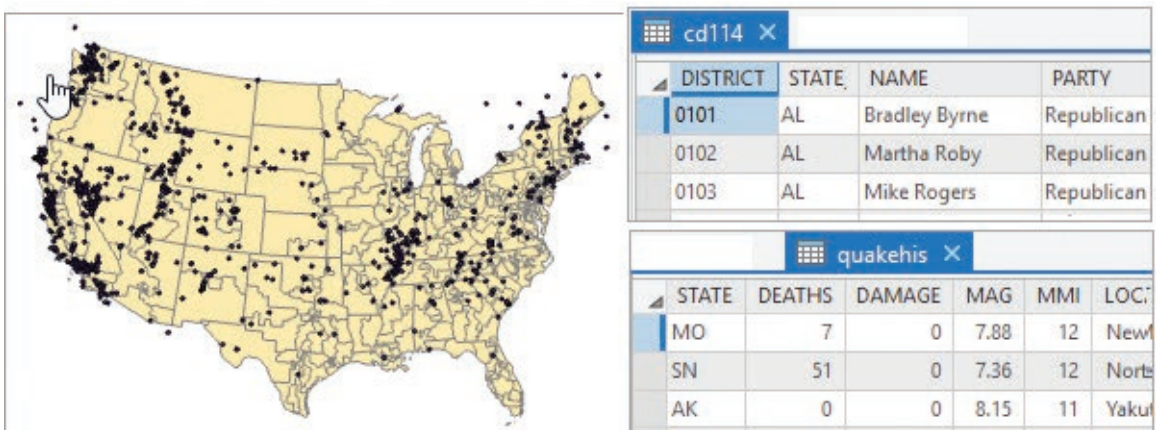 cd114
DISTRICT STATE NAME PARTY
0101 AL Bradley Byrne Republican
0102 AL Martha Roby Republican
0103 AL Mike Rogers Republican
quakehis
STATE DEATHS DAMAGE MAG MMI
MO 7 0 7.88 12
SN 51 0 7.36 12
AK 0 0 8.15 11